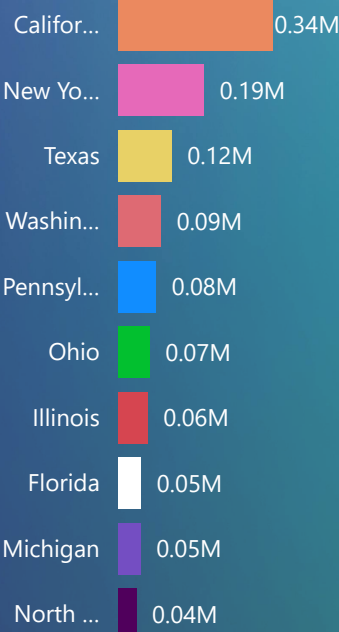 Califor... 0.34M
New Yo... 0.19M
Texas 0.12M
Washin... 0.09M
Pennsyl... 0.08M
Ohio 0.07M
Illinois 0.06M
Florida 0.05M
Michigan 0.05M
North ... 0.04M